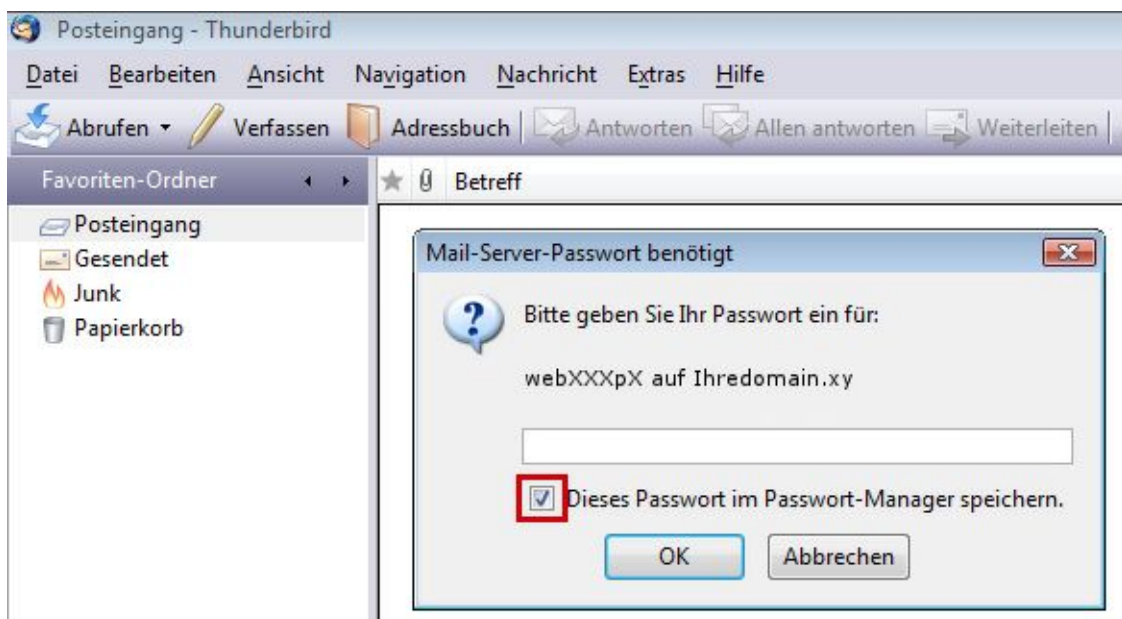 Posteingang - Thunderbird
Datei Bearbeiten Ansicht Navigation Nachricht Extras Hilfe
Abrufen Verfassen Adressbuch Antworten Allen antworten Weiterleiten
Favoriten-Ordner Betreff
Posteingang
Gesendet
Junk
Papierkorb
Mail-Server-Passwort benötigt
Bitte geben Sie Ihr Passwort ein für:
webXXXpX auf Ihredomain.xy
Dieses Passwort im Passwort-Manager speichern.
OK Abbrechen